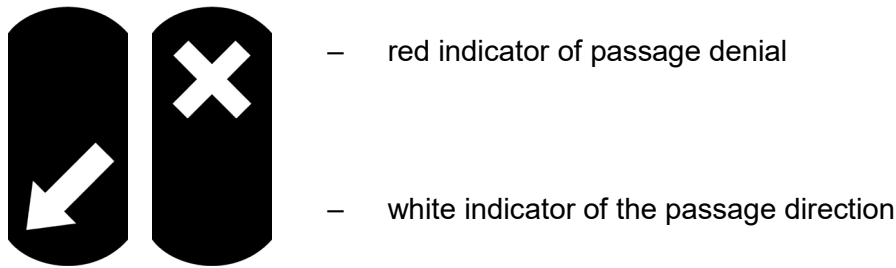 – red indicator of passage denial
– white indicator of the passage direction